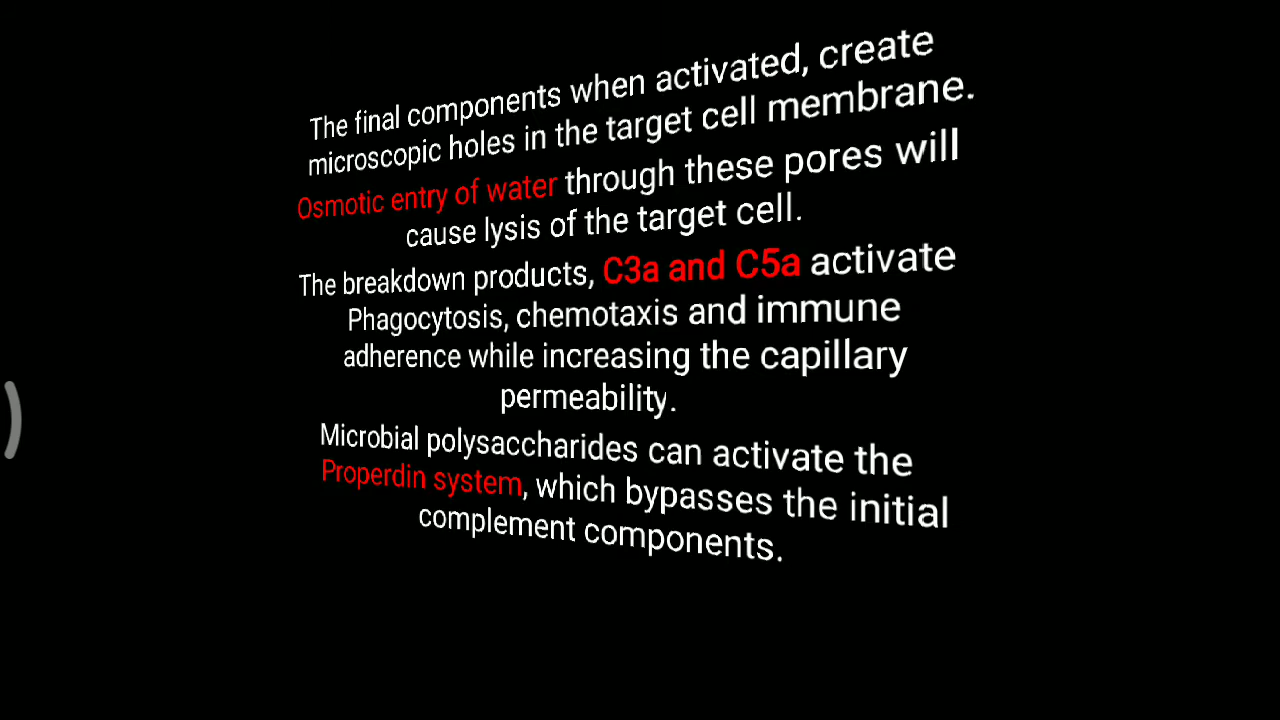 The final components when activated, create
microscopic holes in the target cell membrane.
Osmotic entry of water through these pores will
cause lysis of the target cell.
The breakdown products, C3a and C5a activate
Phagocytosis, chemotaxis and immune
adherence while increasing the capillary
permeability.
Microbial polysaccharides can activate the
Properdin system, which bypasses the initial
complement components.